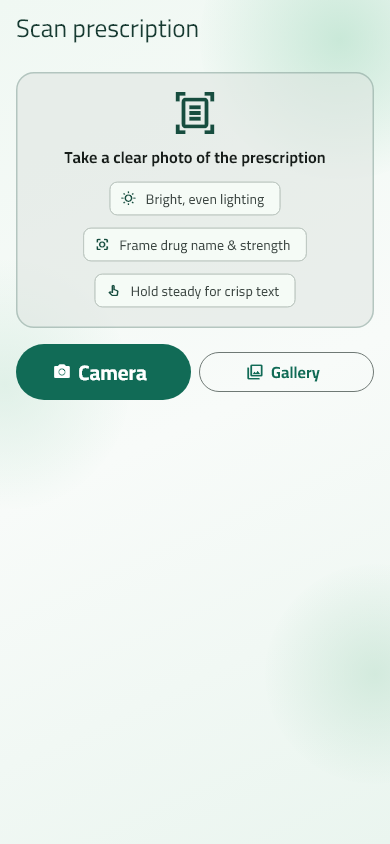 Scan prescription
Take a clear photo of the prescription
Bright, even lighting
Frame drug name & strength
Hold steady for crisp text
Camera
Gallery